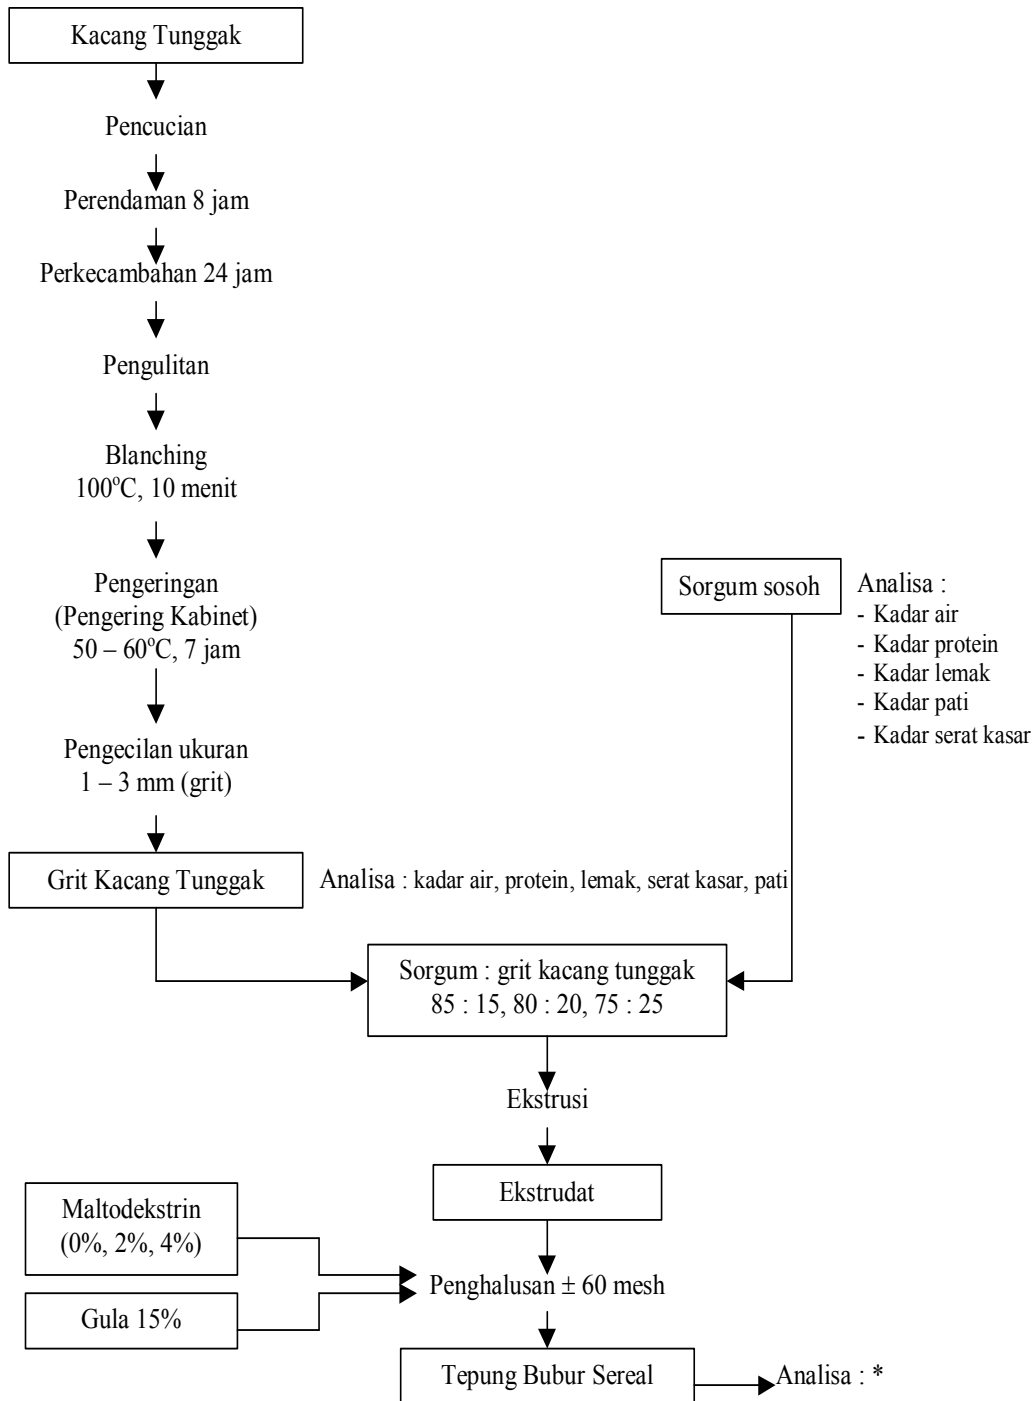 Kacang Tunggak
Pencucian
Perendaman 8 jam
Perkecambahan 24 jam
Pengulitan
Blanching
100°C, 10 menit
Pengeringan
(Pengering Kabinet)
50 – 60°C, 7 jam
Pengecilan ukuran
1 – 3 mm (grit)
Grit Kacang Tunggak
Analisa : kadar air, protein, lemak, serat kasar, pati
Sorgum sosoh
Analisa :
- Kadar air
- Kadar protein
- Kadar lemak
- Kadar pati
- Kadar serat kasar
Sorgum : grit kacang tunggak
85 : 15, 80 : 20, 75 : 25
Ekstrusi
Ekstrudat
Maltodekstrin
(0%, 2%, 4%)
Gula 15%
Penghalusan ± 60 mesh
Tepung Bubur Sereal
Analisa : *